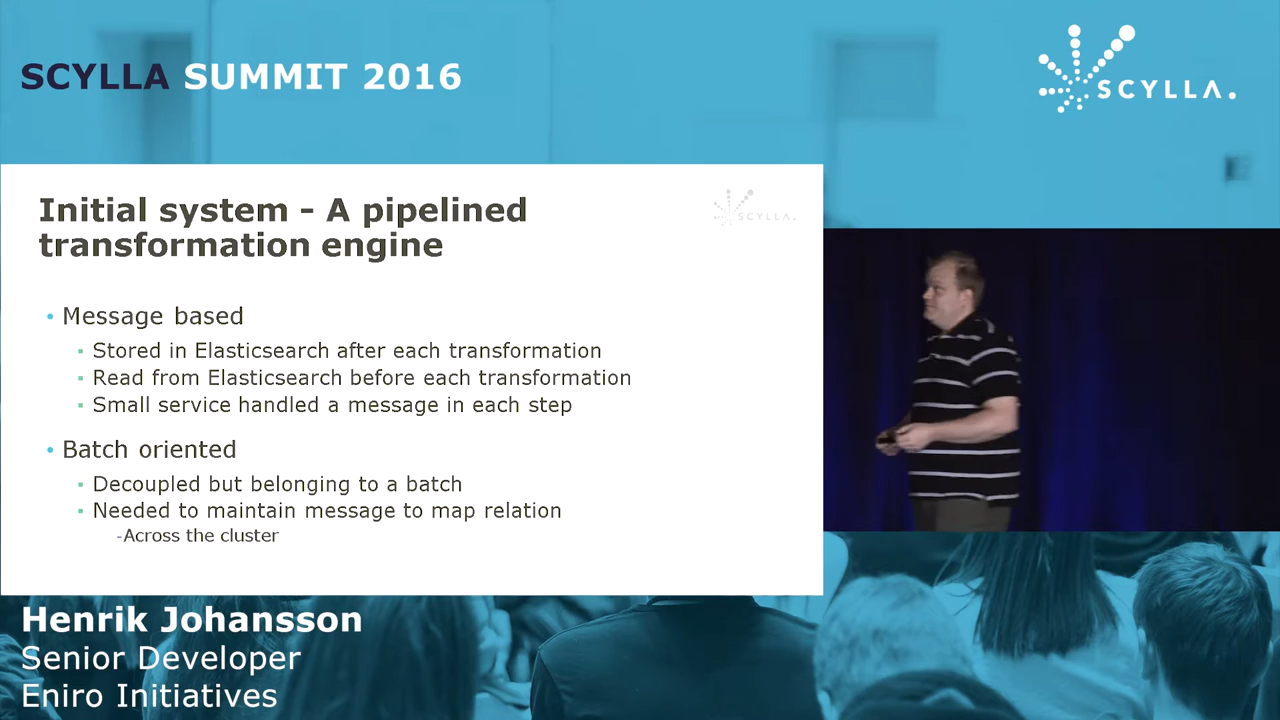 SCYLLA SUMMIT 2016
SCYLLA.
Initial system - A pipelined
transformation engine
SCYLLA.
• Message based
▪ Stored in Elasticsearch after each transformation
▪ Read from Elasticsearch before each transformation
▪ Small service handled a message in each step
• Batch oriented
▪ Decoupled but belonging to a batch
▪ Needed to maintain message to map relation
-Across the cluster
Henrik Johansson
Senior Developer
Eniro Initiatives